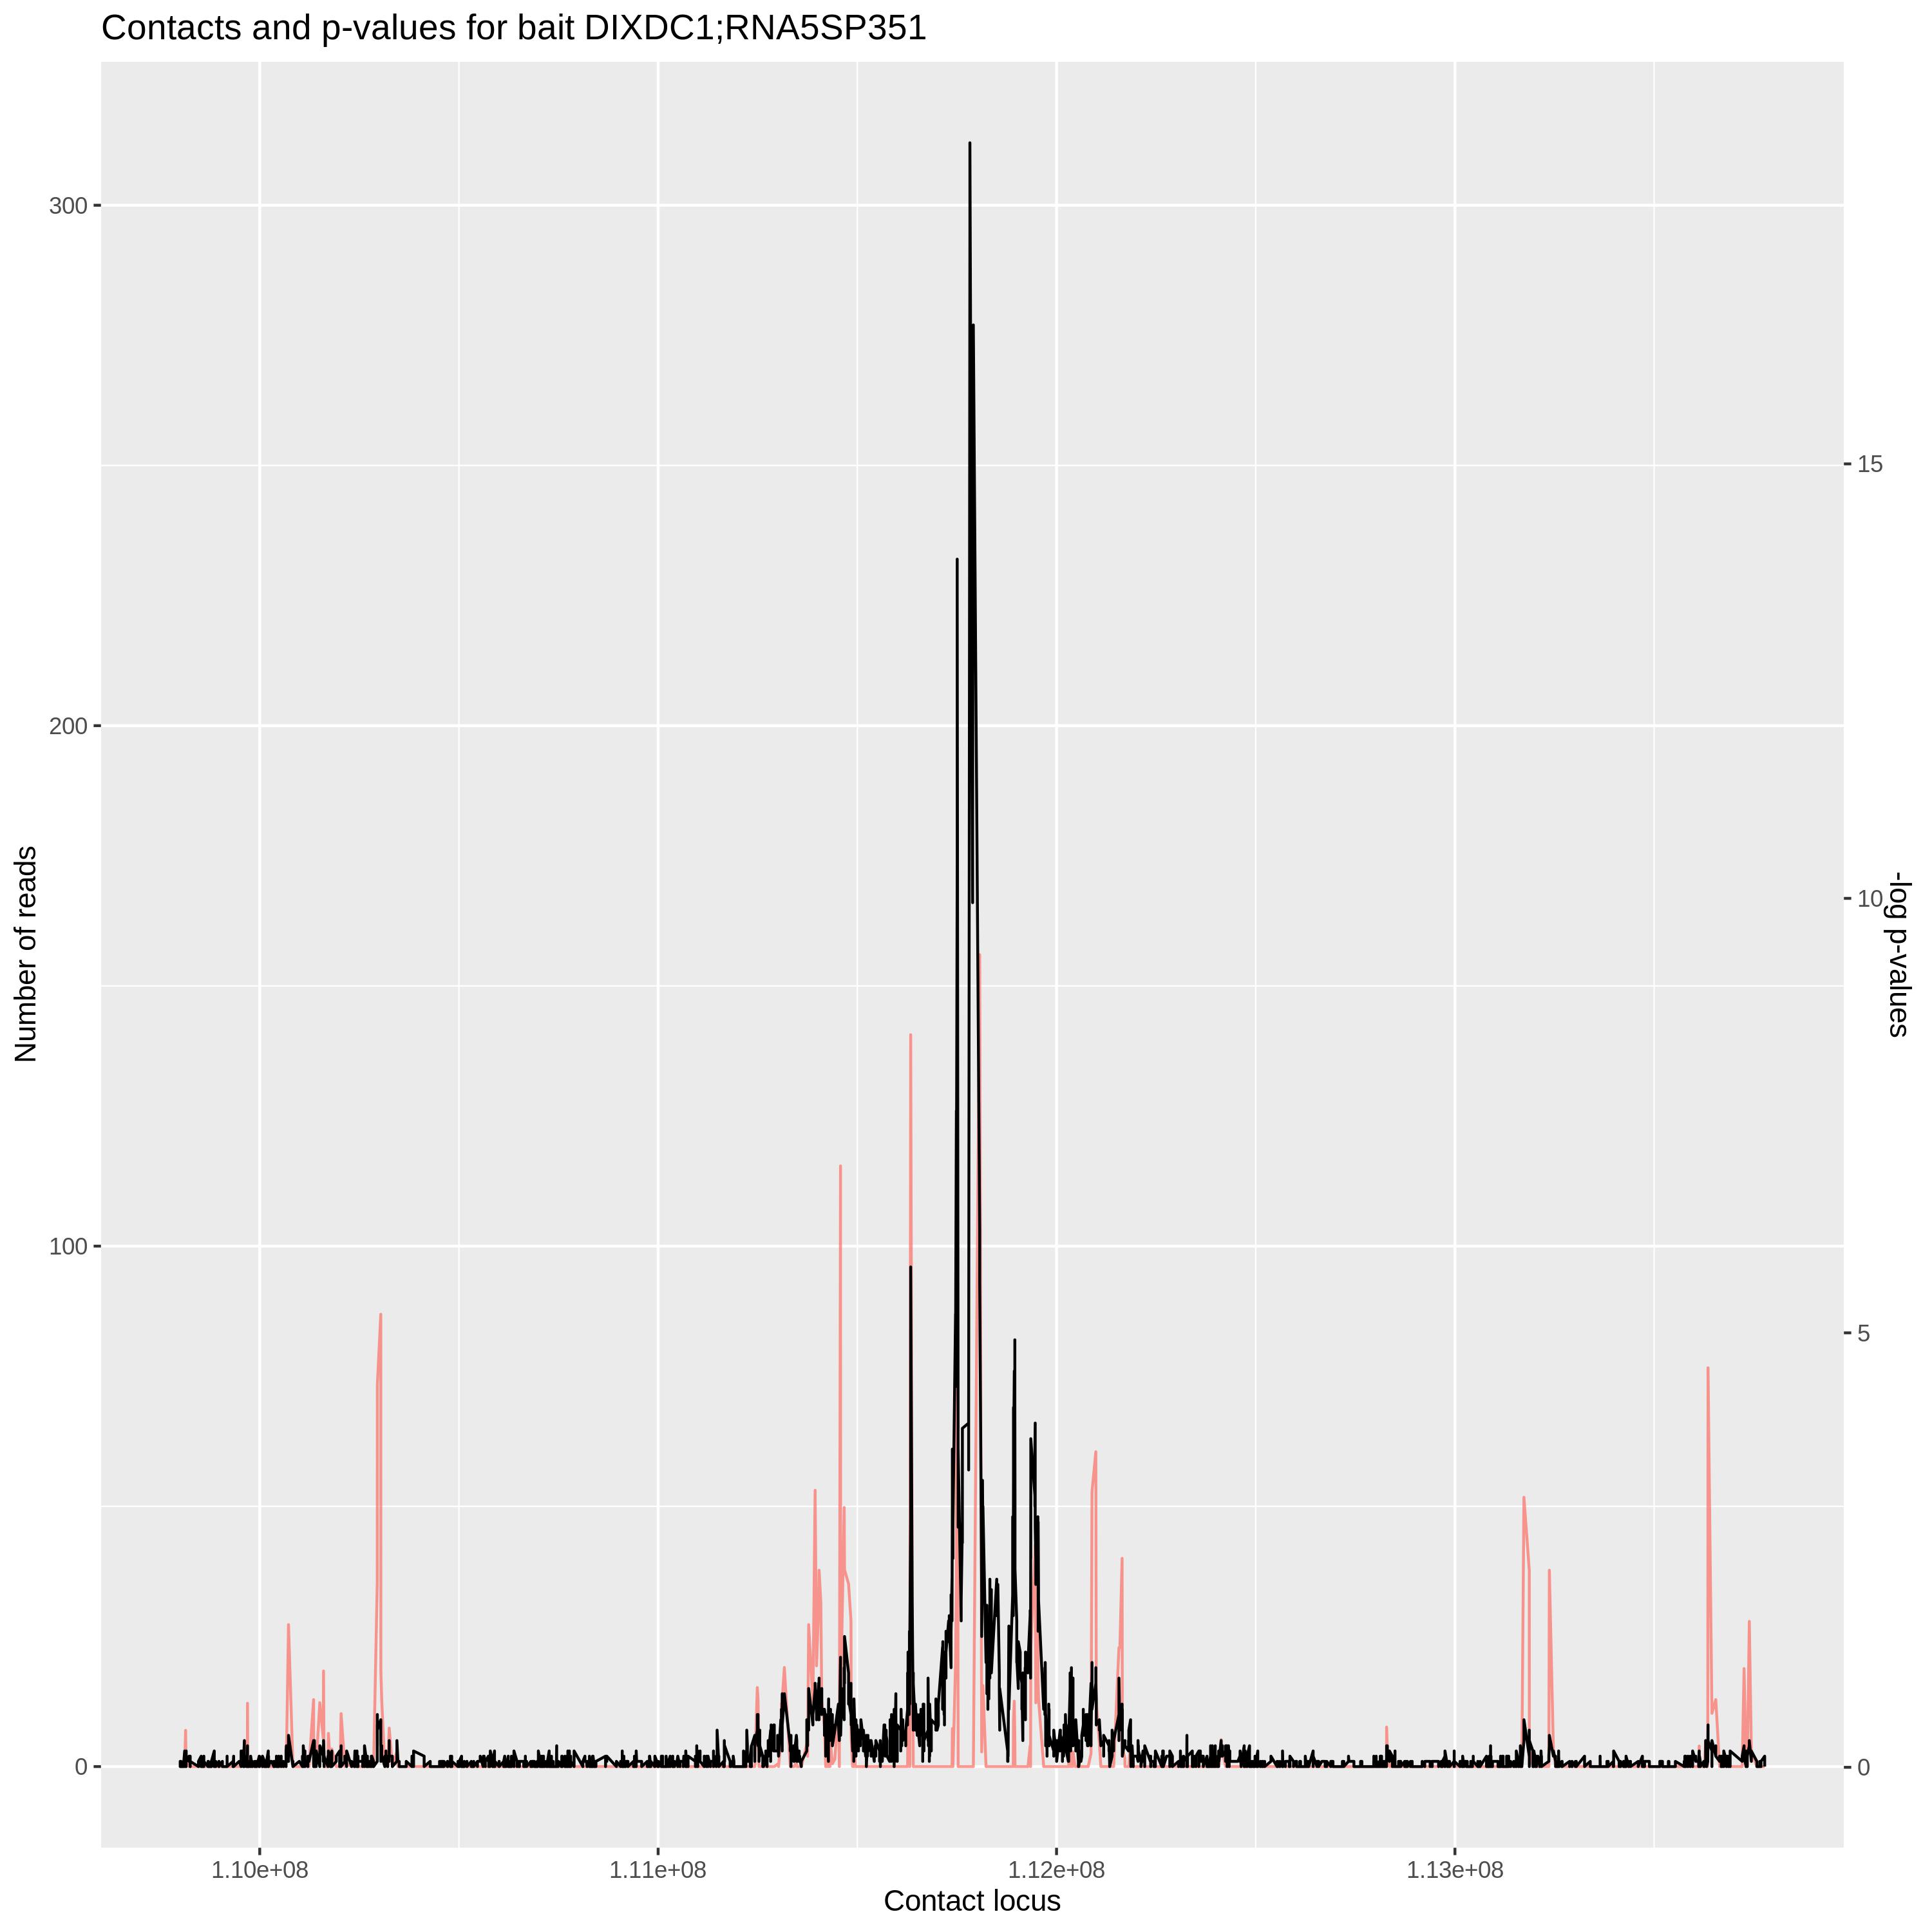 Contacts and p-values for bait DIXDC1;RNA5SP351
300
200
100
0
Number of reads
15
10
5
0
-log p-values
1.10e+08 1.11e+08 1.12e+08 1.13e+08
Contact locus